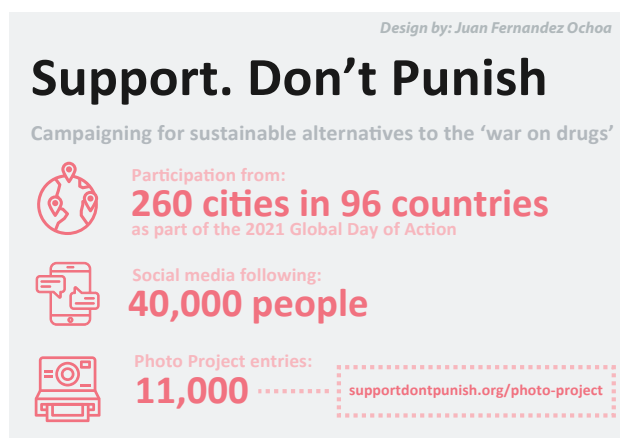 Design by: Juan Fernandez Ochoa
Support. Don’t Punish
Campaigning for sustainable alternatives to the ‘war on drugs’
Participation from:
260 cities in 96 countries
as part of the 2021 Global Day of Action
Social media following:
40,000 people
Photo Project entries:
11,000
supportdontpunish.org/photo-project